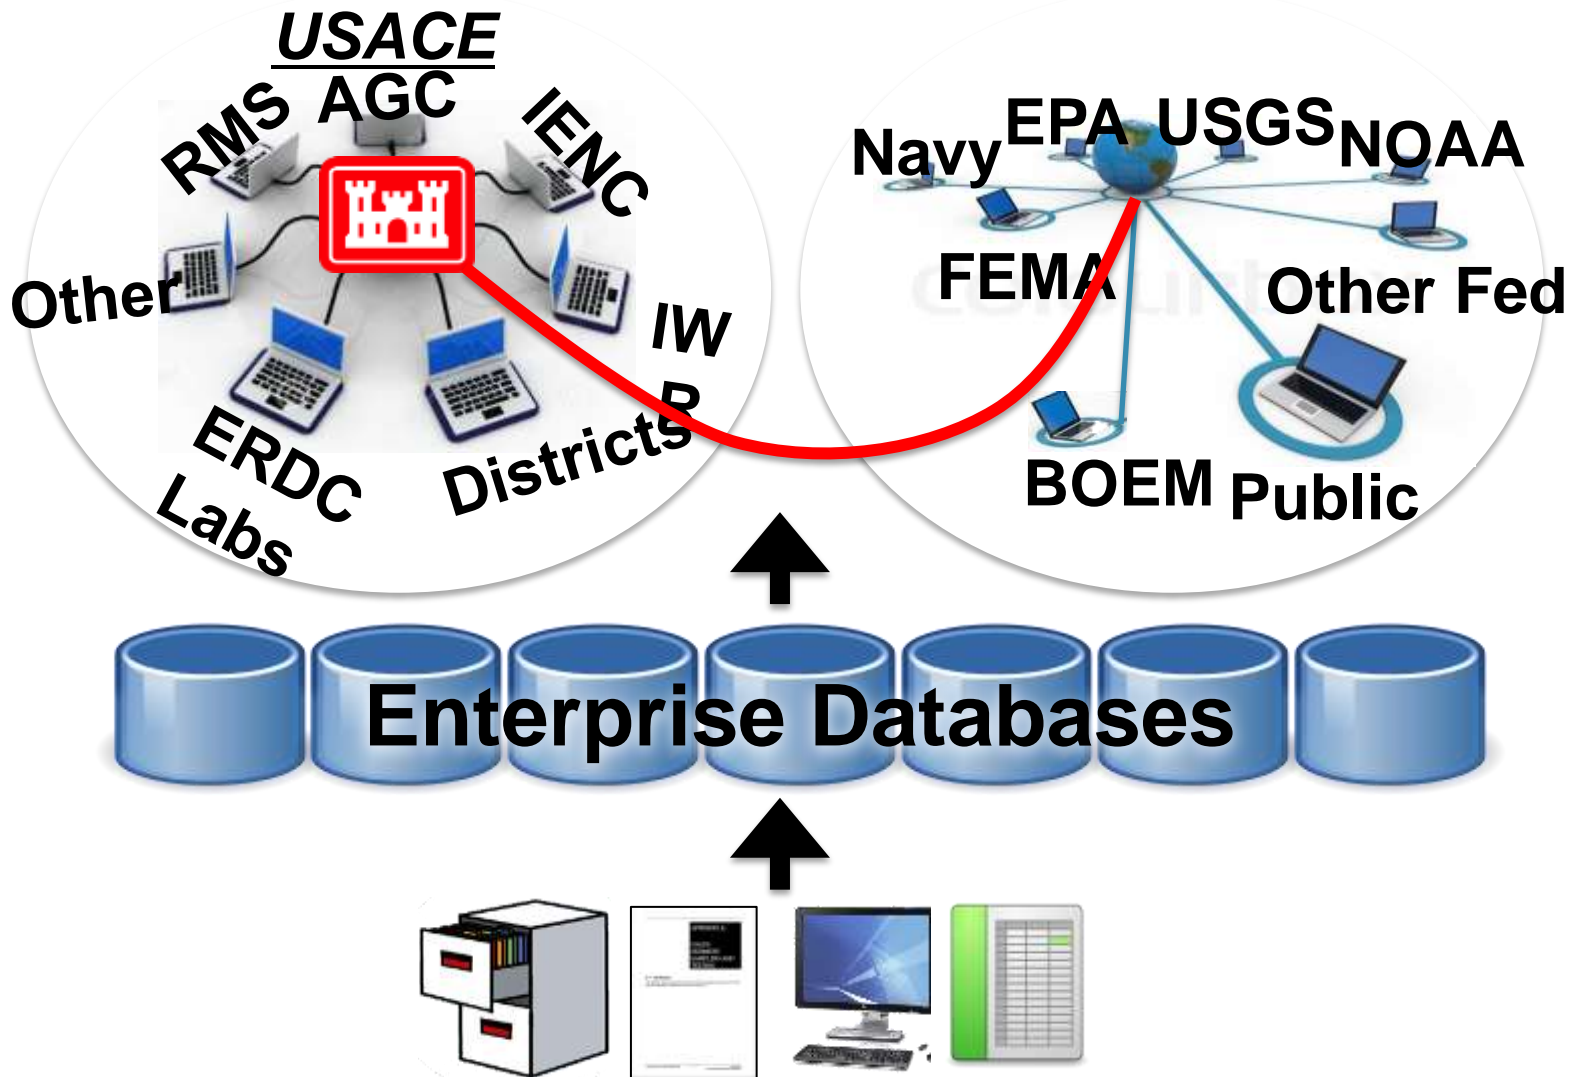 USACE
AGC
RMS
IENC
Other
IW
R
ERDC
Labs
Districts
Navy
EPA
USGS
NOAA
FEMA
Other Fed
BOEM
Public
Enterprise Databases